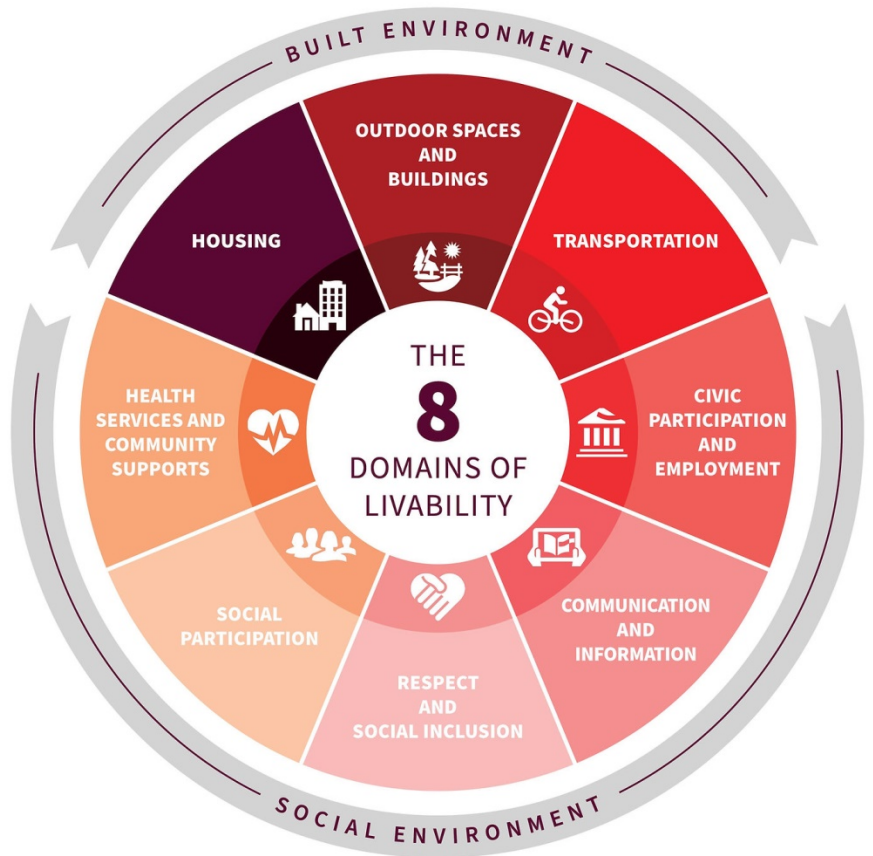 BUILT ENVIRONMENT
OUTDOOR SPACES
AND
BUILDINGS
HOUSING
TRANSPORTATION
THE
8
DOMAINS OF
LIVABILITY
HEALTH
SERVICES AND
COMMUNITY
SUPPORTS
CIVIC
PARTICIPATION
AND
EMPLOYMENT
SOCIAL
PARTICIPATION
COMMUNICATION
AND
INFORMATION
RESPECT
AND
SOCIAL INCLUSION
SOCIAL ENVIRONMENT